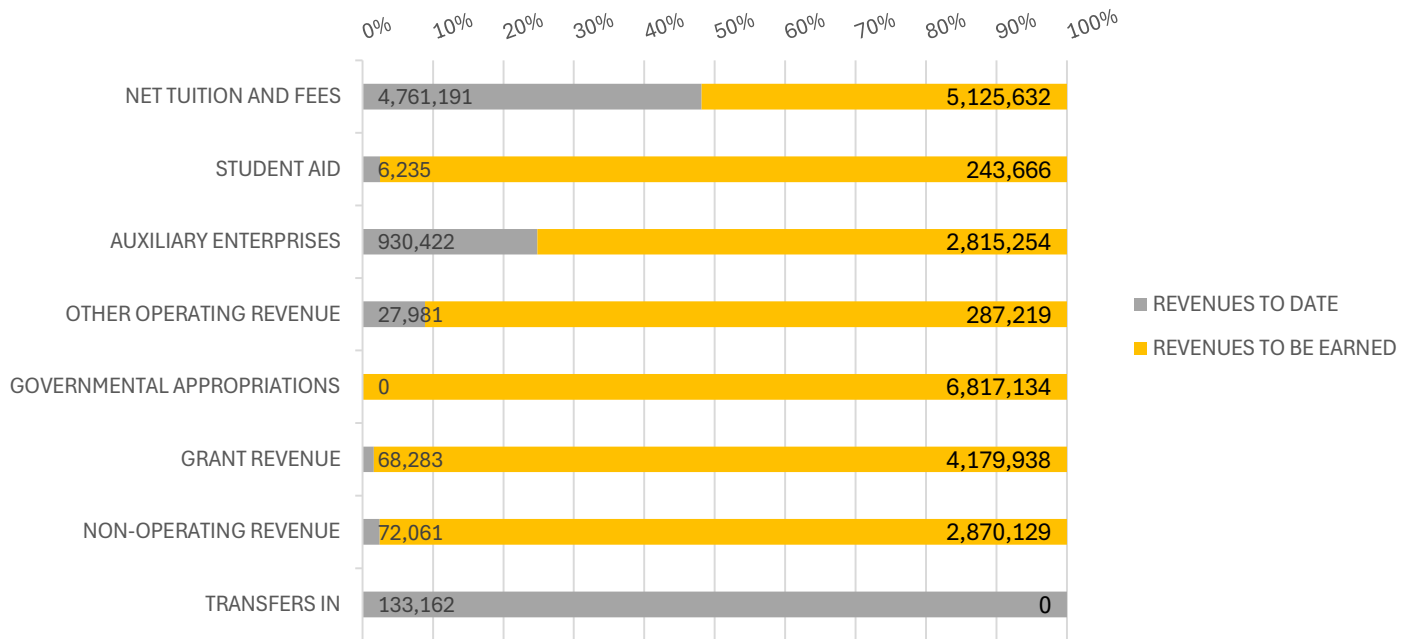 0% 10% 20% 30% 40% 50% 60% 70% 80% 90% 100%
NET TUITION AND FEES 4,761,191 5,125,632
STUDENT AID 6,235 243,666
AUXILIARY ENTERPRISES 930,422 2,815,254
OTHER OPERATING REVENUE 27,981 287,219
REVENUES TO DATE
REVENUES TO BE EARNED
GOVERNMENTAL APPROPRIATIONS 0 6,817,134
GRANT REVENUE 68,283 4,179,938
NON-OPERATING REVENUE 72,061 2,870,129
TRANSFERS IN 133,162 0